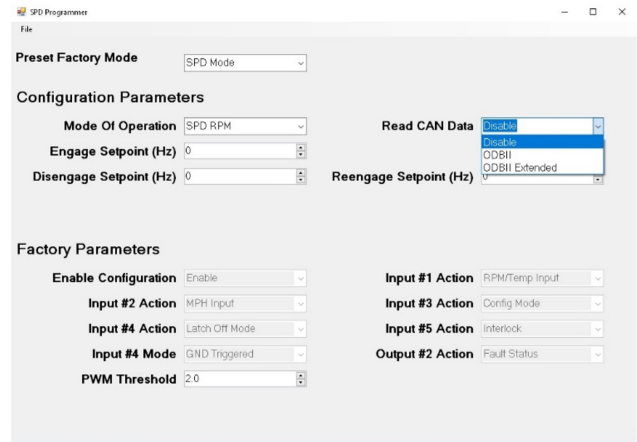 SPD Programmer
File
Preset Factory Mode SPD Mode
Configuration Parameters
Mode Of Operation SPD RPM Read CAN Data Disable
Disable
Engage Setpoint (Hz) 0 ODBII
ODBII Extended
Disengage Setpoint (Hz) 0 Reengage Setpoint (Hz) 0
Factory Parameters
Enable Configuration Enable Input #1 Action RPM/Temp Input
Input #2 Action MPH Input Input #3 Action Config Mode
Input #4 Action Latch Off Mode Input #5 Action Interlock
Input #4 Mode GND Triggered Output #2 Action Fault Status
PWM Threshold 2.0